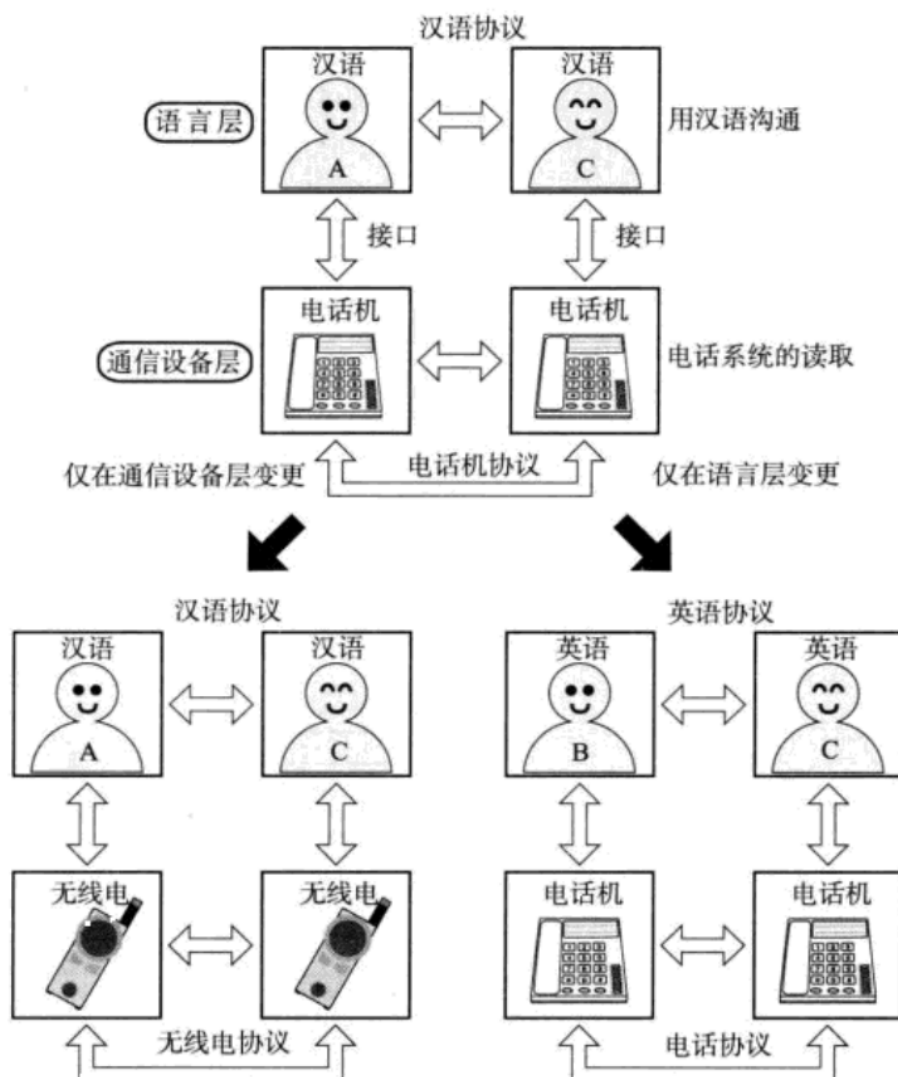 汉语协议
汉语 汉语
语言层 A C 用汉语沟通
接口 接口
电话机 电话机
通信设备层 电话系统的读取
仅在通信设备层变更 电话机协议 仅在语言层变更
汉语协议 英语协议
汉语 汉语 英语 英语
A C B C
无线电 无线电 电话机 电话机
无线电协议 电话协议